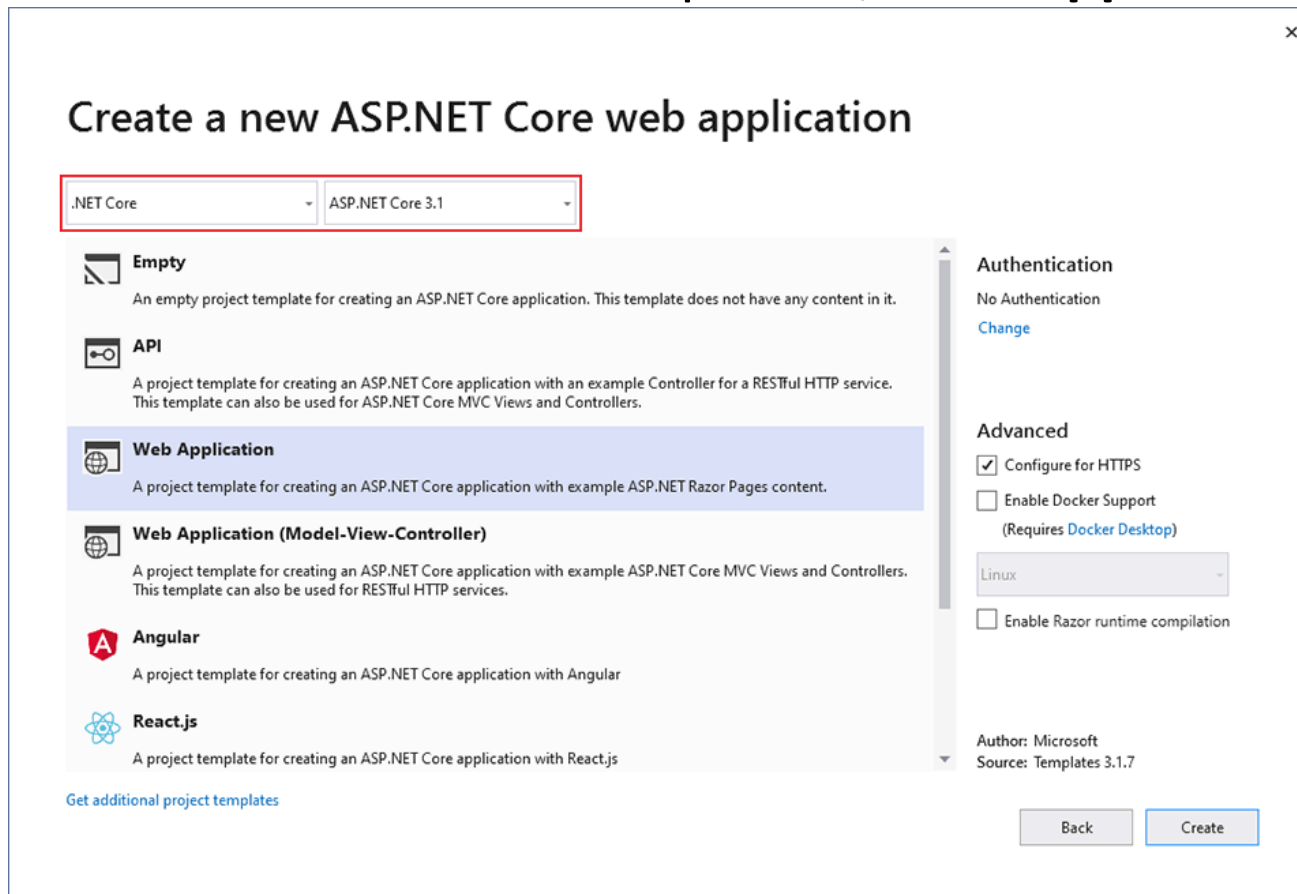 Create a new ASP.NET Core web application
.NET Core
ASP.NET Core 3.1
Empty
An empty project template for creating an ASP.NET Core application. This template does not have any content in it.
API
A project template for creating an ASP.NET Core application with an example Controller for a RESTful HTTP service.
This template can also be used for ASP.NET Core MVC Views and Controllers.
Web Application
A project template for creating an ASP.NET Core application with example ASP.NET Razor Pages content.
Web Application (Model-View-Controller)
A project template for creating an ASP.NET Core application with example ASP.NET Core MVC Views and Controllers.
This template can also be used for RESTful HTTP services.
Angular
A project template for creating an ASP.NET Core application with Angular
React.js
A project template for creating an ASP.NET Core application with React.js
Get additional project templates
Authentication
No Authentication
Change
Advanced
Configure for HTTPS
Enable Docker Support
(Requires Docker Desktop)
Linux
Enable Razor runtime compilation
Author: Microsoft
Source: Templates 3.1.7
Back
Create